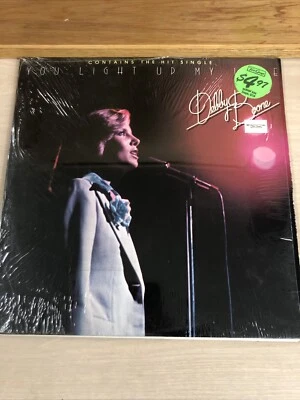 CONTAINS THE HIT SINGLE
YOU LIGHT UP MY LIFE
$4.97
Debby Boone